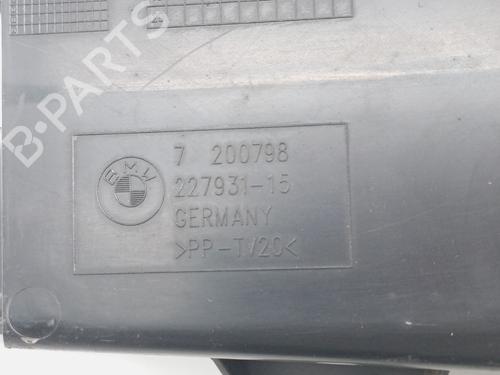 B-PARTS
BMW
7 200798
227931-15
GERMANY
>PP-TV20<